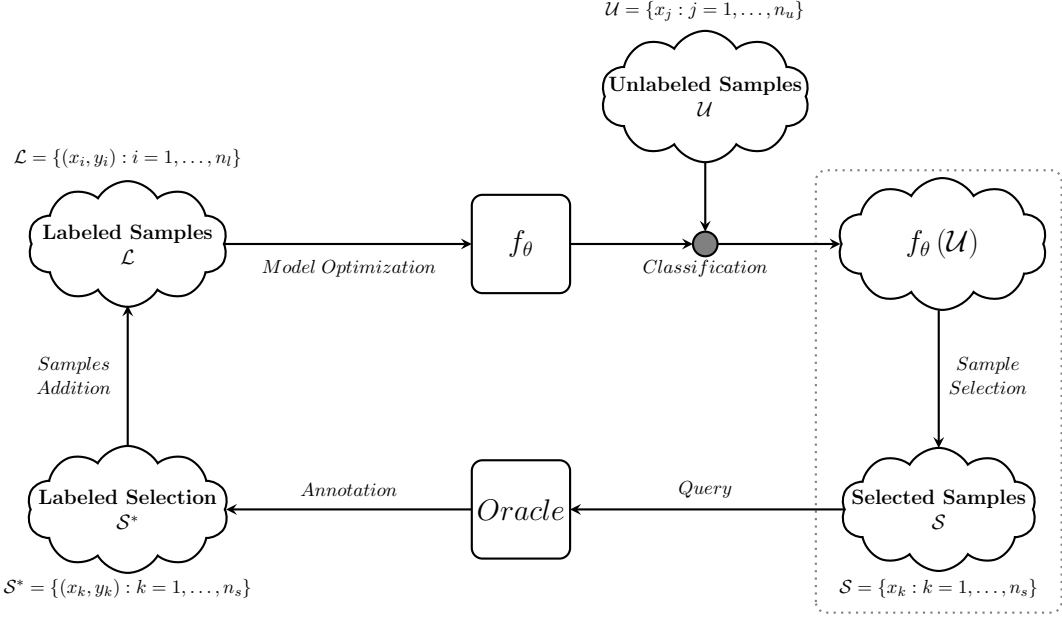 𝒰 = {x_j : j = 1, . . . , n_u}
Unlabeled Samples
𝒰
ℒ = {(x_i, y_i) : i = 1, . . . , n_l}
Labeled Samples
ℒ
Model Optimization
f_θ
Classification
f_θ (𝒰)
Samples
Addition
Sample
Selection
Labeled Selection
𝒮*
Annotation
Oracle
Query
Selected Samples
𝒮
𝒮* = {(x_k, y_k) : k = 1, . . . , n_s}
𝒮 = {x_k : k = 1, . . . , n_s}